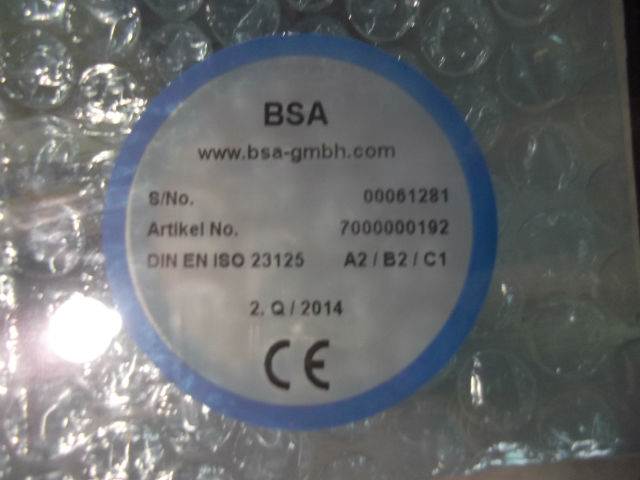 BSA
www.bsa-gmbh.com
S/No. 00061281
Artikel No. 7000000192
DIN EN ISO 23125 A2 / B2 / C1
2. Q / 2014
CE